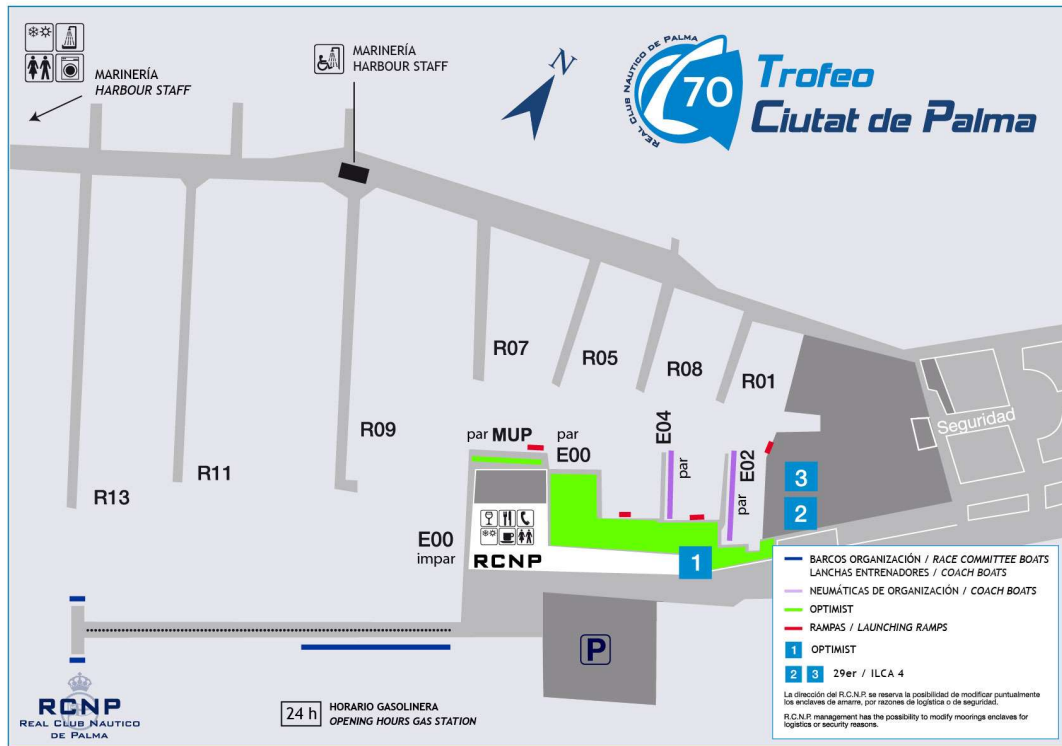 MARINERÍA
HARBOUR STAFF
MARINERÍA
HARBOUR STAFF
N
REAL CLUB NAUTICO DE PALMA
70
Trofeo
Ciutat de Palma
R13
R11
R09
R07
R05
R08
R01
Seguridad
par MUP
par
E00
E04
par
E02
par
3
2
E00
impar
RCNP
1
P
BARCOS ORGANIZACIÓN / RACE COMMITTEE BOATS
LANCHAS ENTRENADORES / COACH BOATS
NEUMÁTICAS DE ORGANIZACIÓN / COACH BOATS
OPTIMIST
RAMPAS / LAUNCHING RAMPS
1 OPTIMIST
2 3 29er / ILCA 4
La dirección del R.C.N.P. se reserva la posibilidad de modificar puntualmente
los enclaves de amarre, por razones de logística o de seguridad.
R.C.N.P. management has the possibility to modify moorings enclaves for
logistics or security reasons.
RCNP
REAL CLUB NÁUTICO
DE PALMA
24 h
HORARIO GASOLINERA
OPENING HOURS GAS STATION